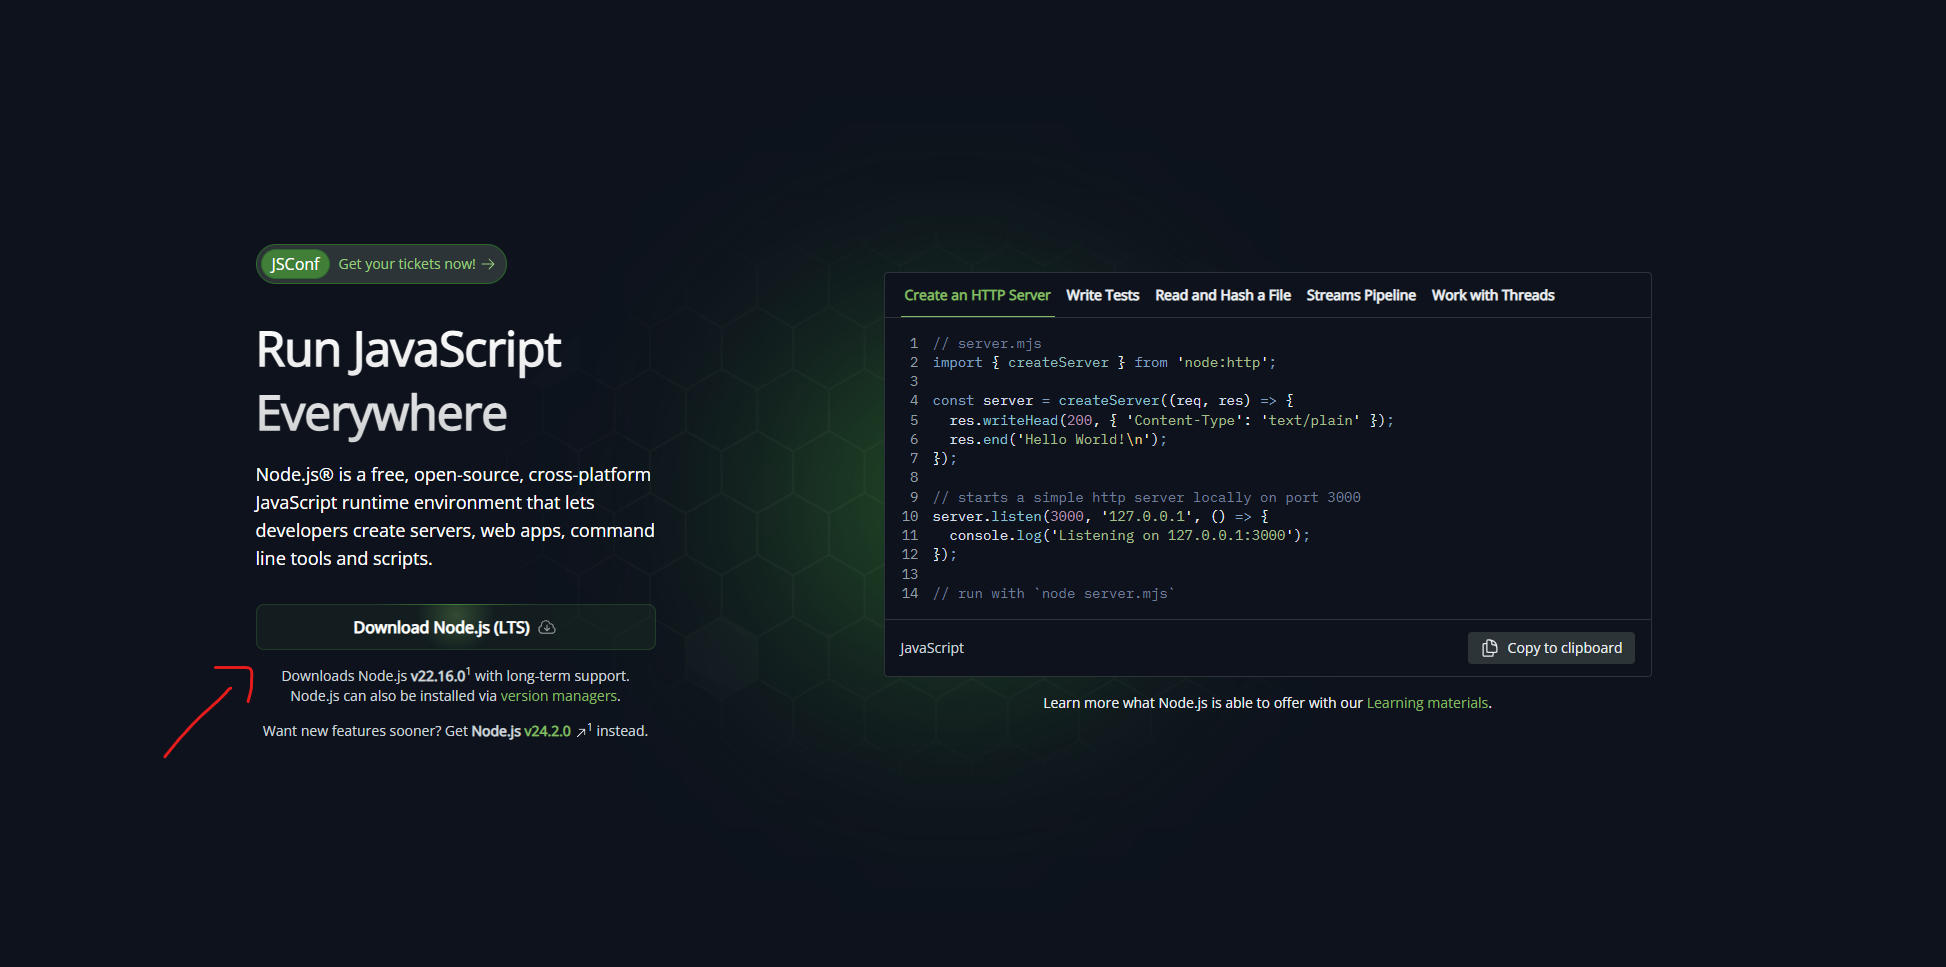 JSConf Get your tickets now! →
Run JavaScript
Everywhere
Node.js® is a free, open-source, cross-platform
JavaScript runtime environment that lets
developers create servers, web apps, command
line tools and scripts.
Download Node.js (LTS)
Downloads Node.js v22.16.0¹ with long-term support.
Node.js can also be installed via version managers.
Want new features sooner? Get Node.js v24.2.0 ↗¹ instead.
Create an HTTP Server Write Tests Read and Hash a File Streams Pipeline Work with Threads
1 // server.mjs
2 import { createServer } from 'node:http';
3
4 const server = createServer((req, res) => {
5   res.writeHead(200, { 'Content-Type': 'text/plain' });
6   res.end('Hello World!\n');
7 });
8
9 // starts a simple http server locally on port 3000
10 server.listen(3000, '127.0.0.1', () => {
11   console.log('Listening on 127.0.0.1:3000');
12 });
13
14 // run with `node server.mjs`
JavaScript Copy to clipboard
Learn more what Node.js is able to offer with our Learning materials.